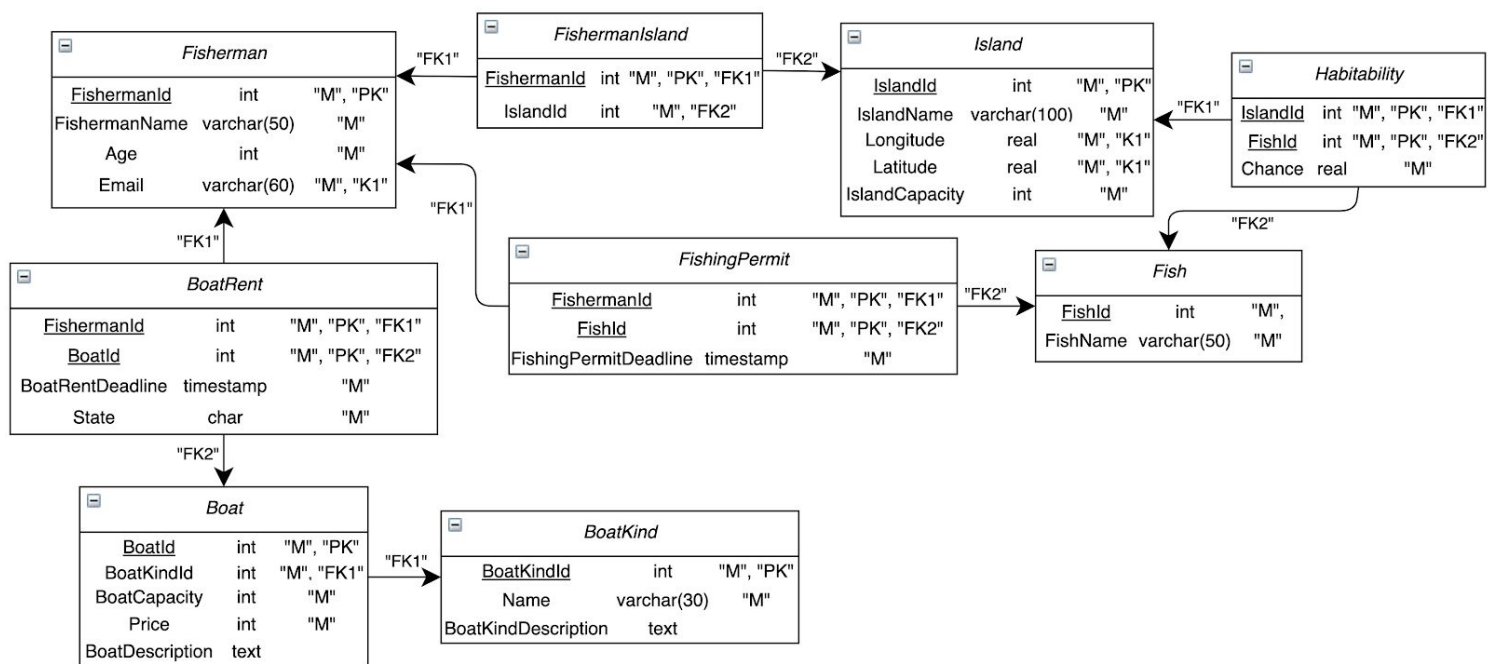 Fisherman
FishermanId int "M", "PK"
FishermanName varchar(50) "M"
Age int "M"
Email varchar(60) "M", "K1"
"FK1"
FishermanIsland
FishermanId int "M", "PK", "FK1"
IslandId int "M", "FK2"
"FK2"
Island
IslandId int "M", "PK"
IslandName varchar(100) "M"
Longitude real "M", "K1"
Latitude real "M", "K1"
IslandCapacity int "M"
"FK1"
Habitability
IslandId int "M", "PK", "FK1"
FishId int "M", "PK", "FK2"
Chance real "M"
"FK2"
"FK1"
"FK1"
BoatRent
FishermanId int "M", "PK", "FK1"
BoatId int "M", "PK", "FK2"
BoatRentDeadline timestamp "M"
State char "M"
FishingPermit
FishermanId int "M", "PK", "FK1"
FishId int "M", "PK", "FK2"
FishingPermitDeadline timestamp "M"
"FK2"
Fish
FishId int "M",
FishName varchar(50) "M"
"FK2"
Boat
BoatId int "M", "PK"
BoatKindId int "M", "FK1"
BoatCapacity int "M"
Price int "M"
BoatDescription text
"FK1"
BoatKind
BoatKindId int "M", "PK"
Name varchar(30) "M"
BoatKindDescription text